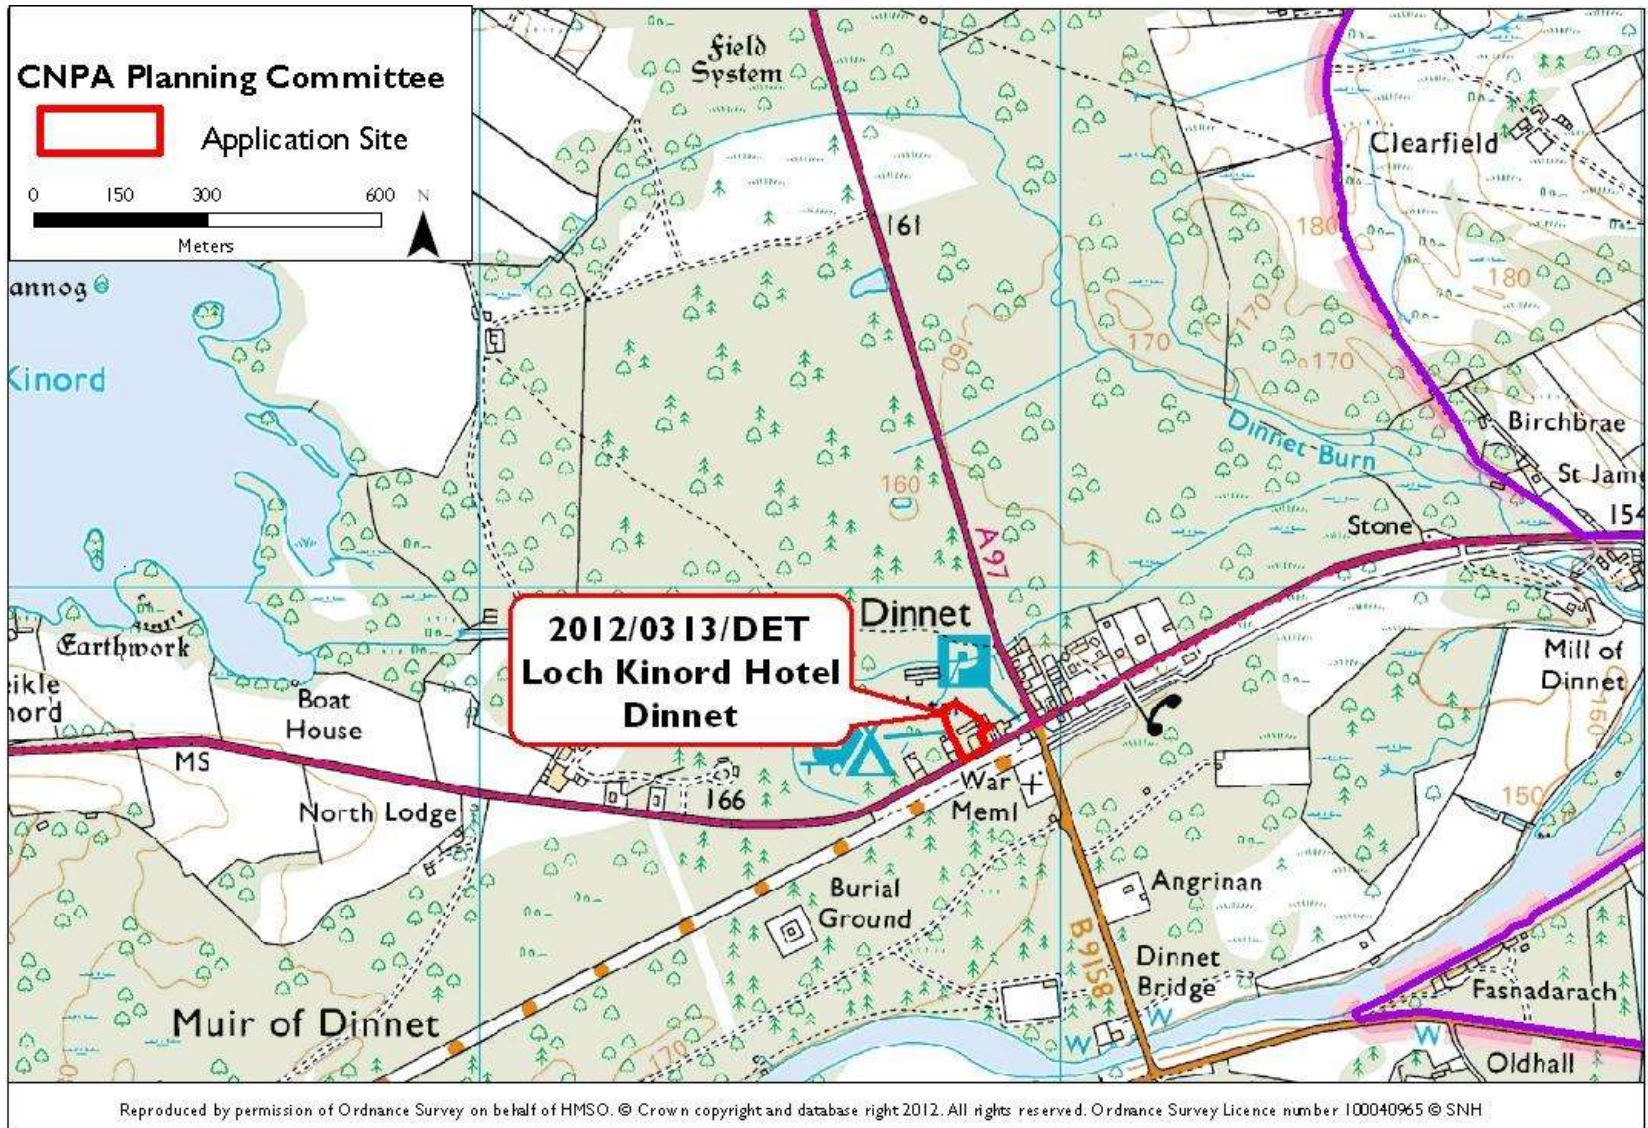 CNPA Planning Committee
Application Site
0 150 300 600 N
Meters
Field
System
Clearfield
161
180
180
annog
Kinord
160
170
170
170
Birchbrae
Dinnet Burn
St Jam
160
Stone
154
A97
2012/0313/DET
Loch Kinord Hotel
Dinnet
Dinnet
P
Earthwork
Mill of
Dinnet
eikle
nord
Boat
House
150
MS
War
Meml
166
North Lodge
150
Burial
Ground
Angrinan
B9158
Dinnet
Bridge
Fasnadarach
Muir of Dinnet
W
W
W
170
Oldhall
Reproduced by permission of Ordnance Survey on behalf of HMSO. © Crown copyright and database right 2012. All rights reserved. Ordnance Survey Licence number 100040965 © SNH